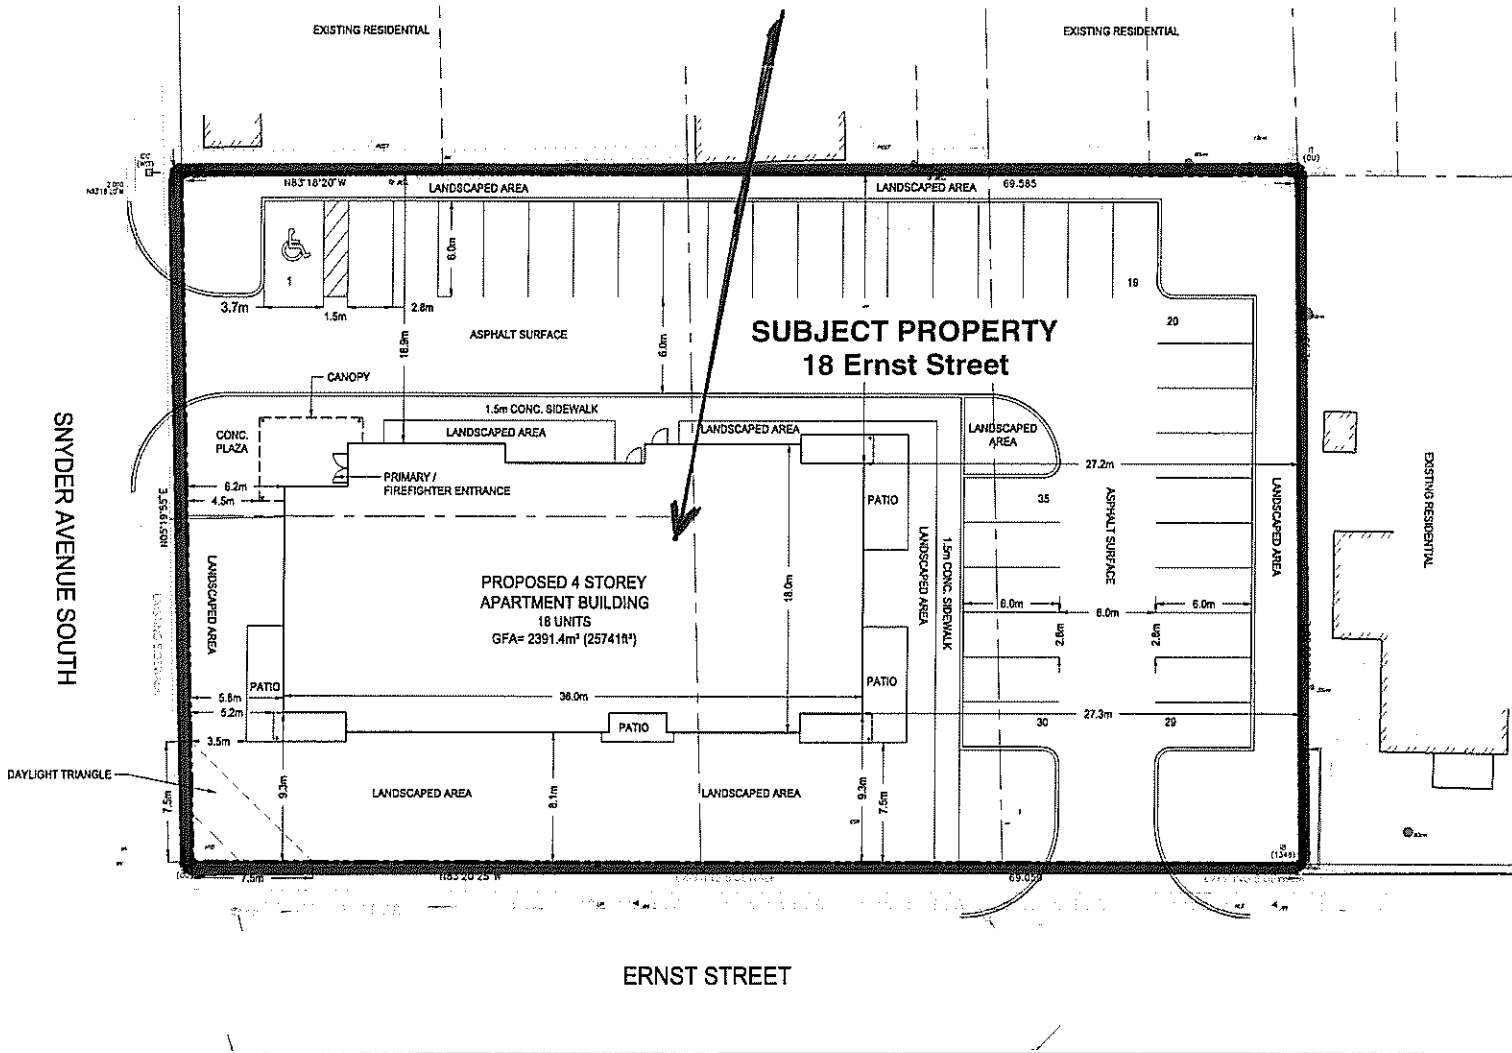 EXISTING RESIDENTIAL
EXISTING RESIDENTIAL
N83°18'20"W
LANDSCAPED AREA
LANDSCAPED AREA
69.585
1
3.7m
1.5m
2.8m
6.0m
19
20
ASPHALT SURFACE
18.9m
6.0m
SUBJECT PROPERTY
18 Ernst Street
CANOPY
1.5m CONC. SIDEWALK
CONC.
PLAZA
LANDSCAPED AREA
LANDSCAPED AREA
LANDSCAPED
AREA
27.2m
PRIMARY /
FIREFIGHTER ENTRANCE
6.2m
4.5m
PATIO
35
SNYDER AVENUE SOUTH
LANDSCAPED AREA
PROPOSED 4 STOREY
APARTMENT BUILDING
18 UNITS
GFA= 2391.4m² (25741ft²)
18.0m
LANDSCAPED AREA
1.5m CONC. SIDEWALK
ASPHALT SURFACE
LANDSCAPED AREA
EXISTING RESIDENTIAL
6.0m
6.0m
6.0m
2.8m
2.8m
PATIO
5.8m
36.0m
PATIO
5.2m
PATIO
27.3m
3.5m
30
29
DAYLIGHT TRIANGLE
7.5m
9.3m
LANDSCAPED AREA
8.1m
LANDSCAPED AREA
9.3m
7.5m
7.5m
N83°20'25"W
69.059
ERNST STREET